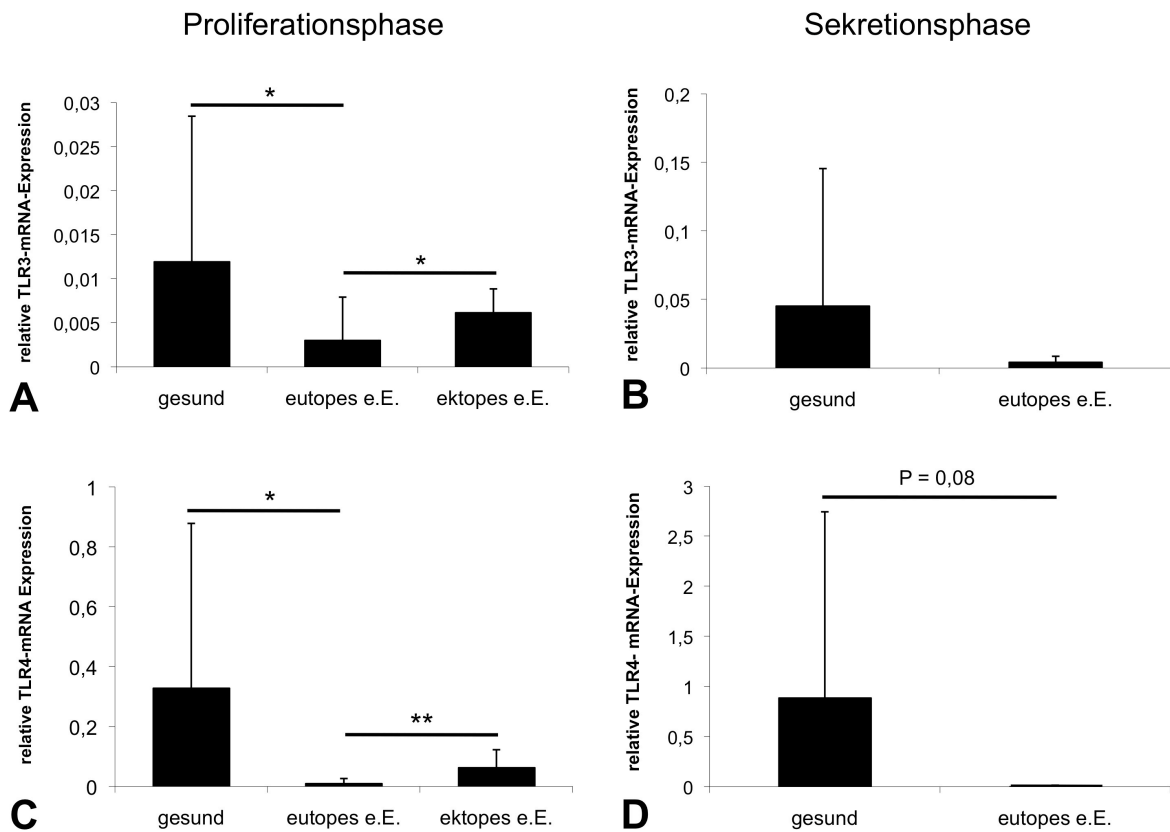 Proliferationsphase
Sekretionsphase
relative TLR3-mRNA-Expression
0,03
0,025
0,02
0,015
0,01
0,005
0
*
*
gesund
eutopes e.E.
ektopes e.E.
A
relative TLR3-mRNA-Expression
0,2
0,15
0,1
0,05
0
gesund
eutopes e.E.
B
relative TLR4-mRNA Expression
1
0,8
0,6
0,4
0,2
0
*
**
gesund
eutopes e.E.
ektopes e.E.
C
relative TLR4- mRNA-Expression
3
2,5
2
1,5
1
0,5
0
P = 0,08
gesund
eutopes e.E.
D